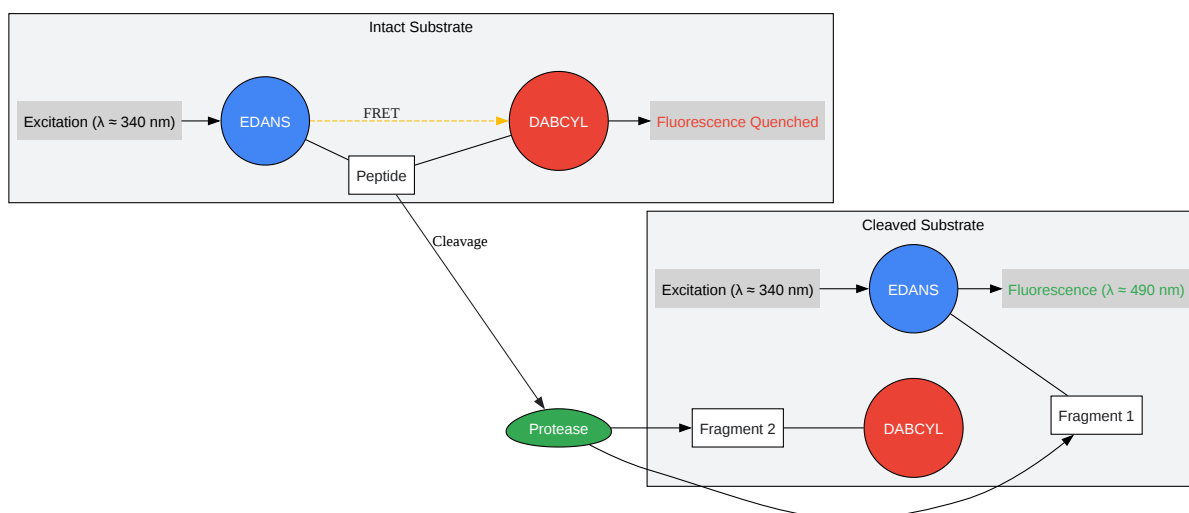 Intact Substrate
Excitation (λ ≈ 340 nm)
EDANS
FRET
DABCYL
Fluorescence Quenched
Peptide
Cleavage
Cleaved Substrate
Excitation (λ ≈ 340 nm)
EDANS
Fluorescence (λ ≈ 490 nm)
Protease
Fragment 2
DABCYL
Fragment 1